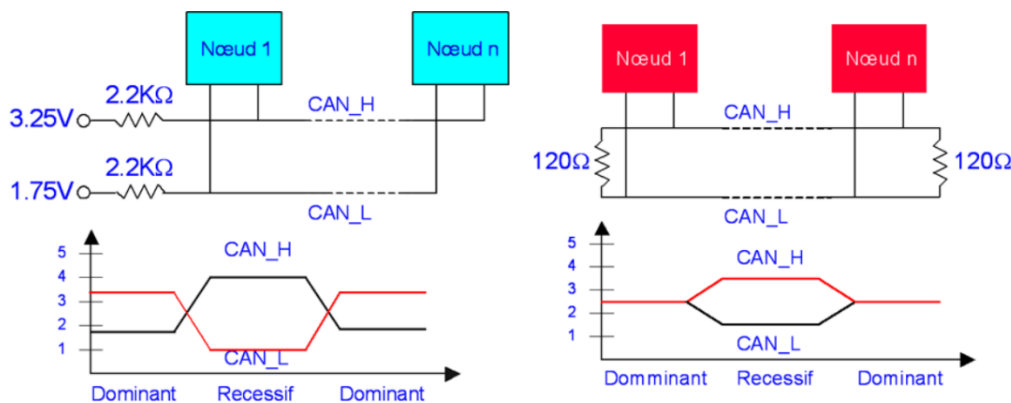 Nœud 1
Nœud n
2.2KΩ
3.25V
CAN_H
2.2KΩ
1.75V
CAN_L
5
4
3
2
1
CAN_H
CAN_L
Dominant Recessif Dominant
Nœud 1
Nœud n
CAN_H
120Ω
120Ω
CAN_L
5
4
3
2
1
CAN_H
CAN_L
Domminant Recessif Dominant